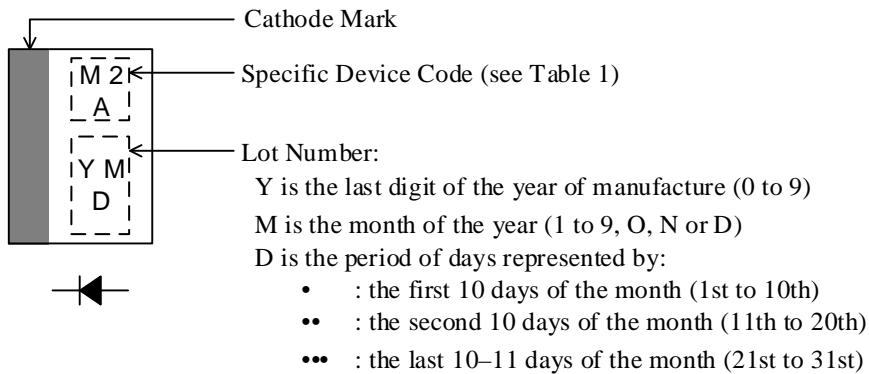 Cathode Mark
M 2
A
Specific Device Code (see Table 1)
Y M
D
Lot Number:
Y is the last digit of the year of manufacture (0 to 9)
M is the month of the year (1 to 9, O, N or D)
D is the period of days represented by:
• : the first 10 days of the month (1st to 10th)
•• : the second 10 days of the month (11th to 20th)
••• : the last 10–11 days of the month (21st to 31st)